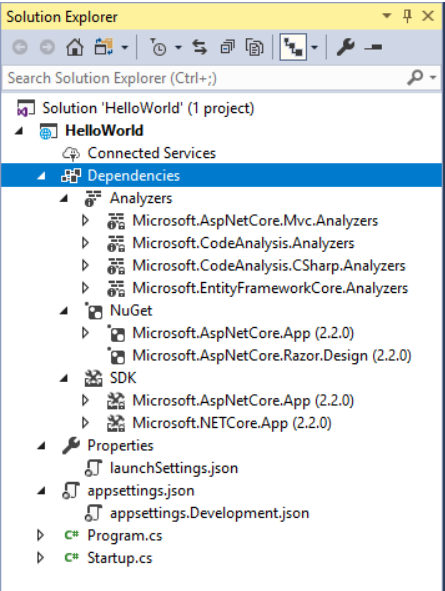 Solution Explorer
Search Solution Explorer (Ctrl+;)
Solution 'HelloWorld' (1 project)
HelloWorld
Connected Services
Dependencies
Analyzers
Microsoft.AspNetCore.Mvc.Analyzers
Microsoft.CodeAnalysis.Analyzers
Microsoft.CodeAnalysis.CSharp.Analyzers
Microsoft.EntityFrameworkCore.Analyzers
NuGet
Microsoft.AspNetCore.App (2.2.0)
Microsoft.AspNetCore.Razor.Design (2.2.0)
SDK
Microsoft.AspNetCore.App (2.2.0)
Microsoft.NETCore.App (2.2.0)
Properties
launchSettings.json
appsettings.json
appsettings.Development.json
C# Program.cs
C# Startup.cs